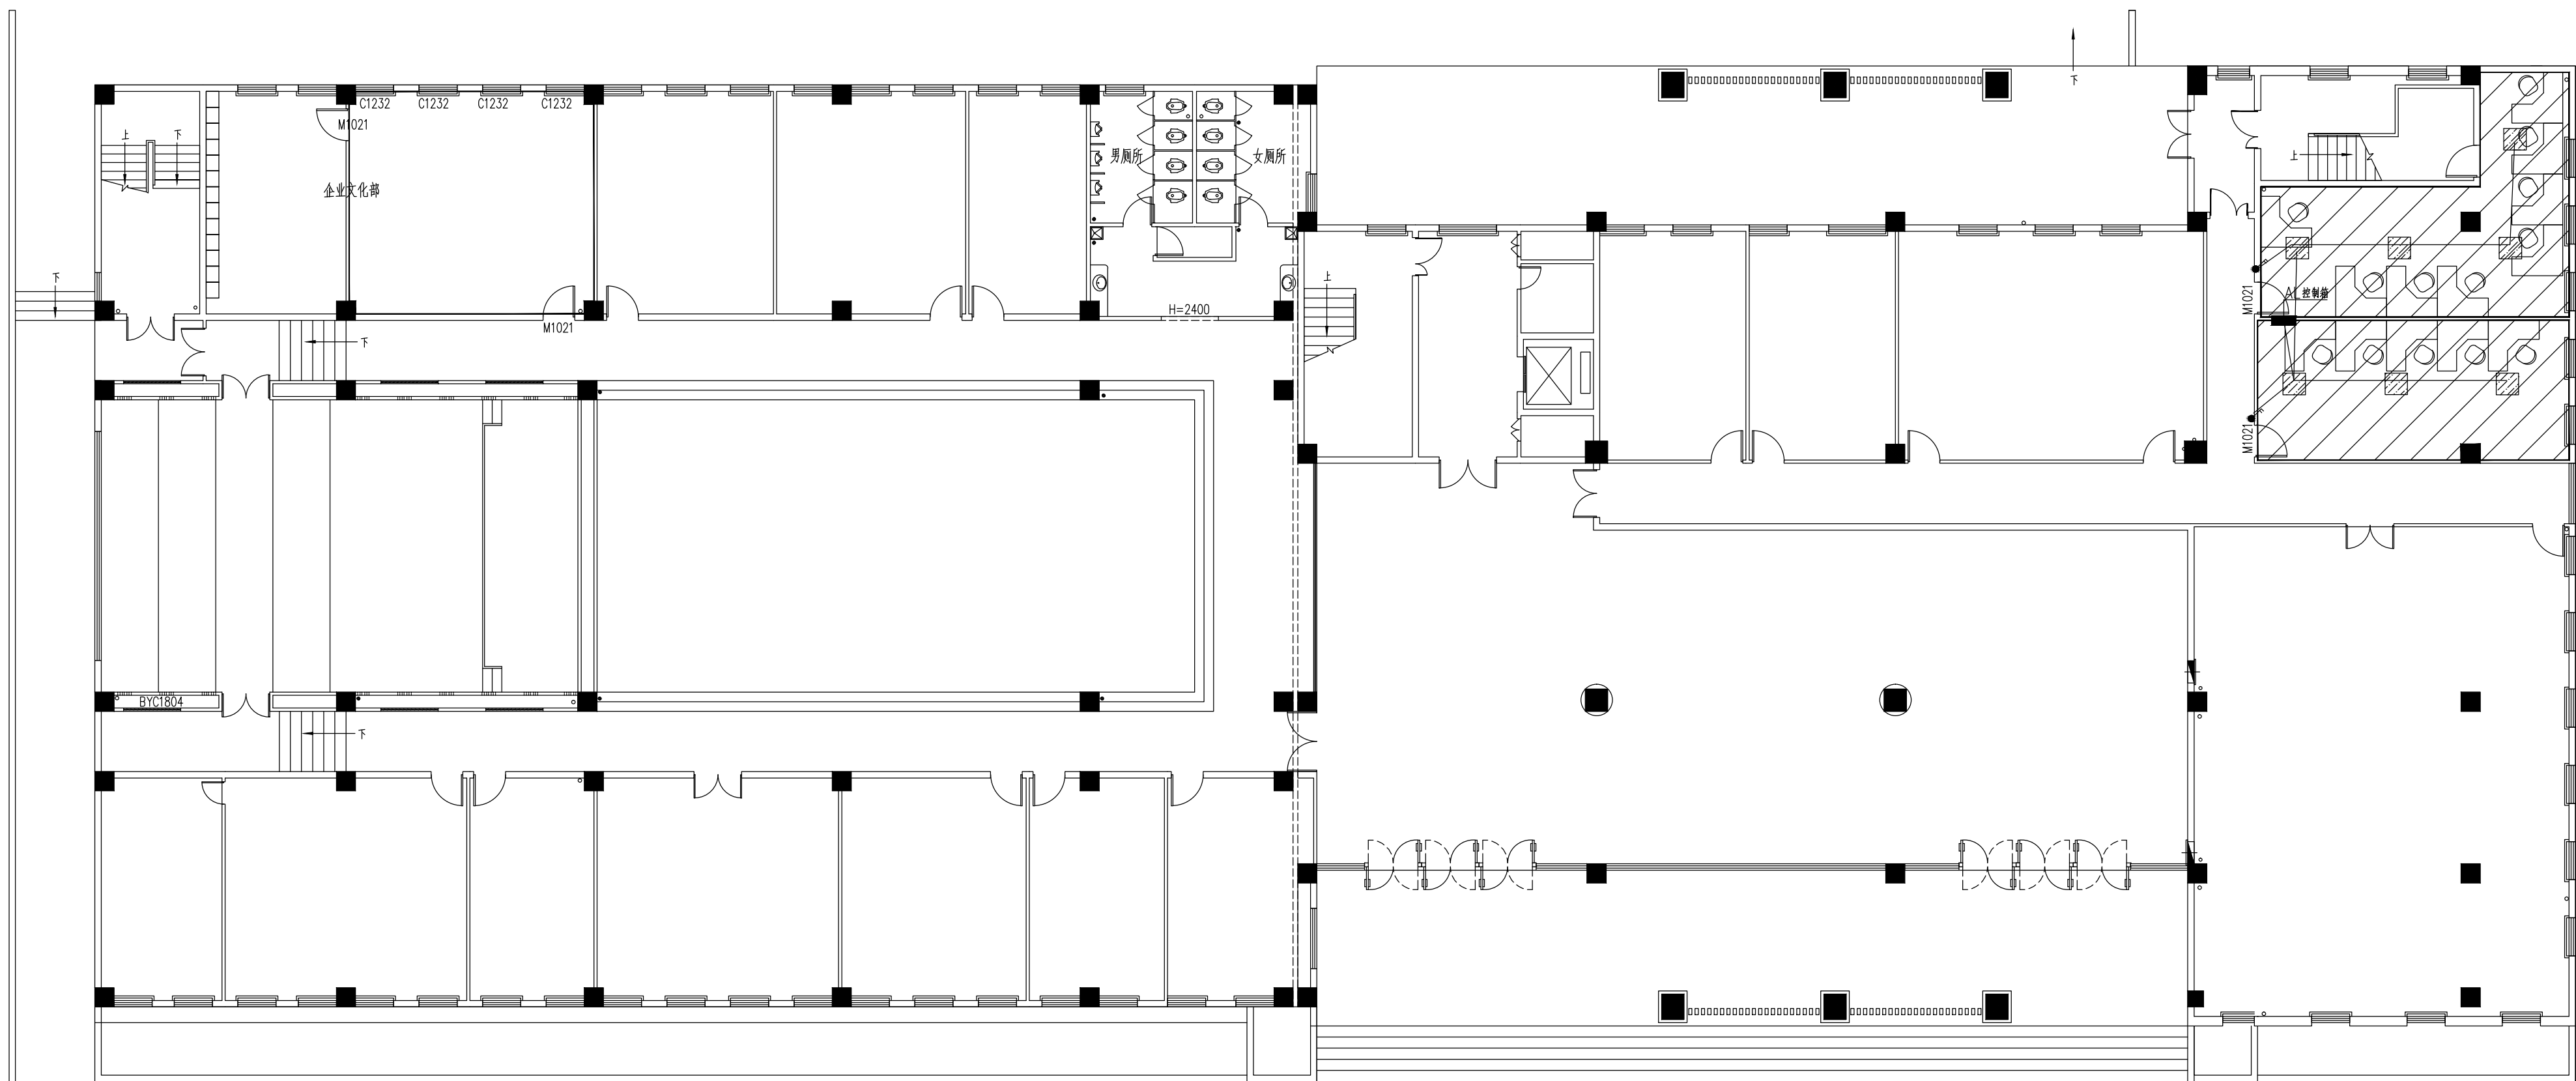 下
C1232 C1232 C1232 C1232
M1021
上 下
男厕所 女厕所
上
企业文化部
下
上
M1021
AL 控制箱
H=2400
M1021
下
M1021
BYC1804
下